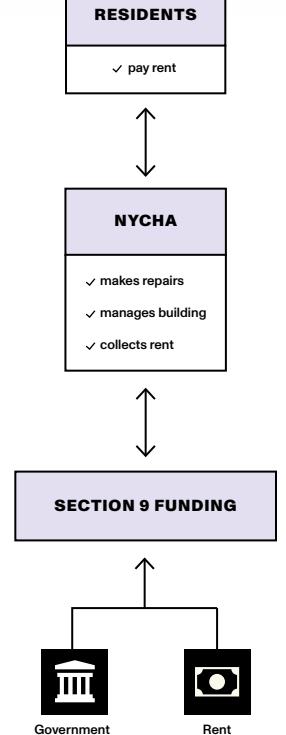 RESIDENTS
✓ pay rent
NYCHA
✓ makes repairs
✓ manages building
✓ collects rent
SECTION 9 FUNDING
Government
Rent